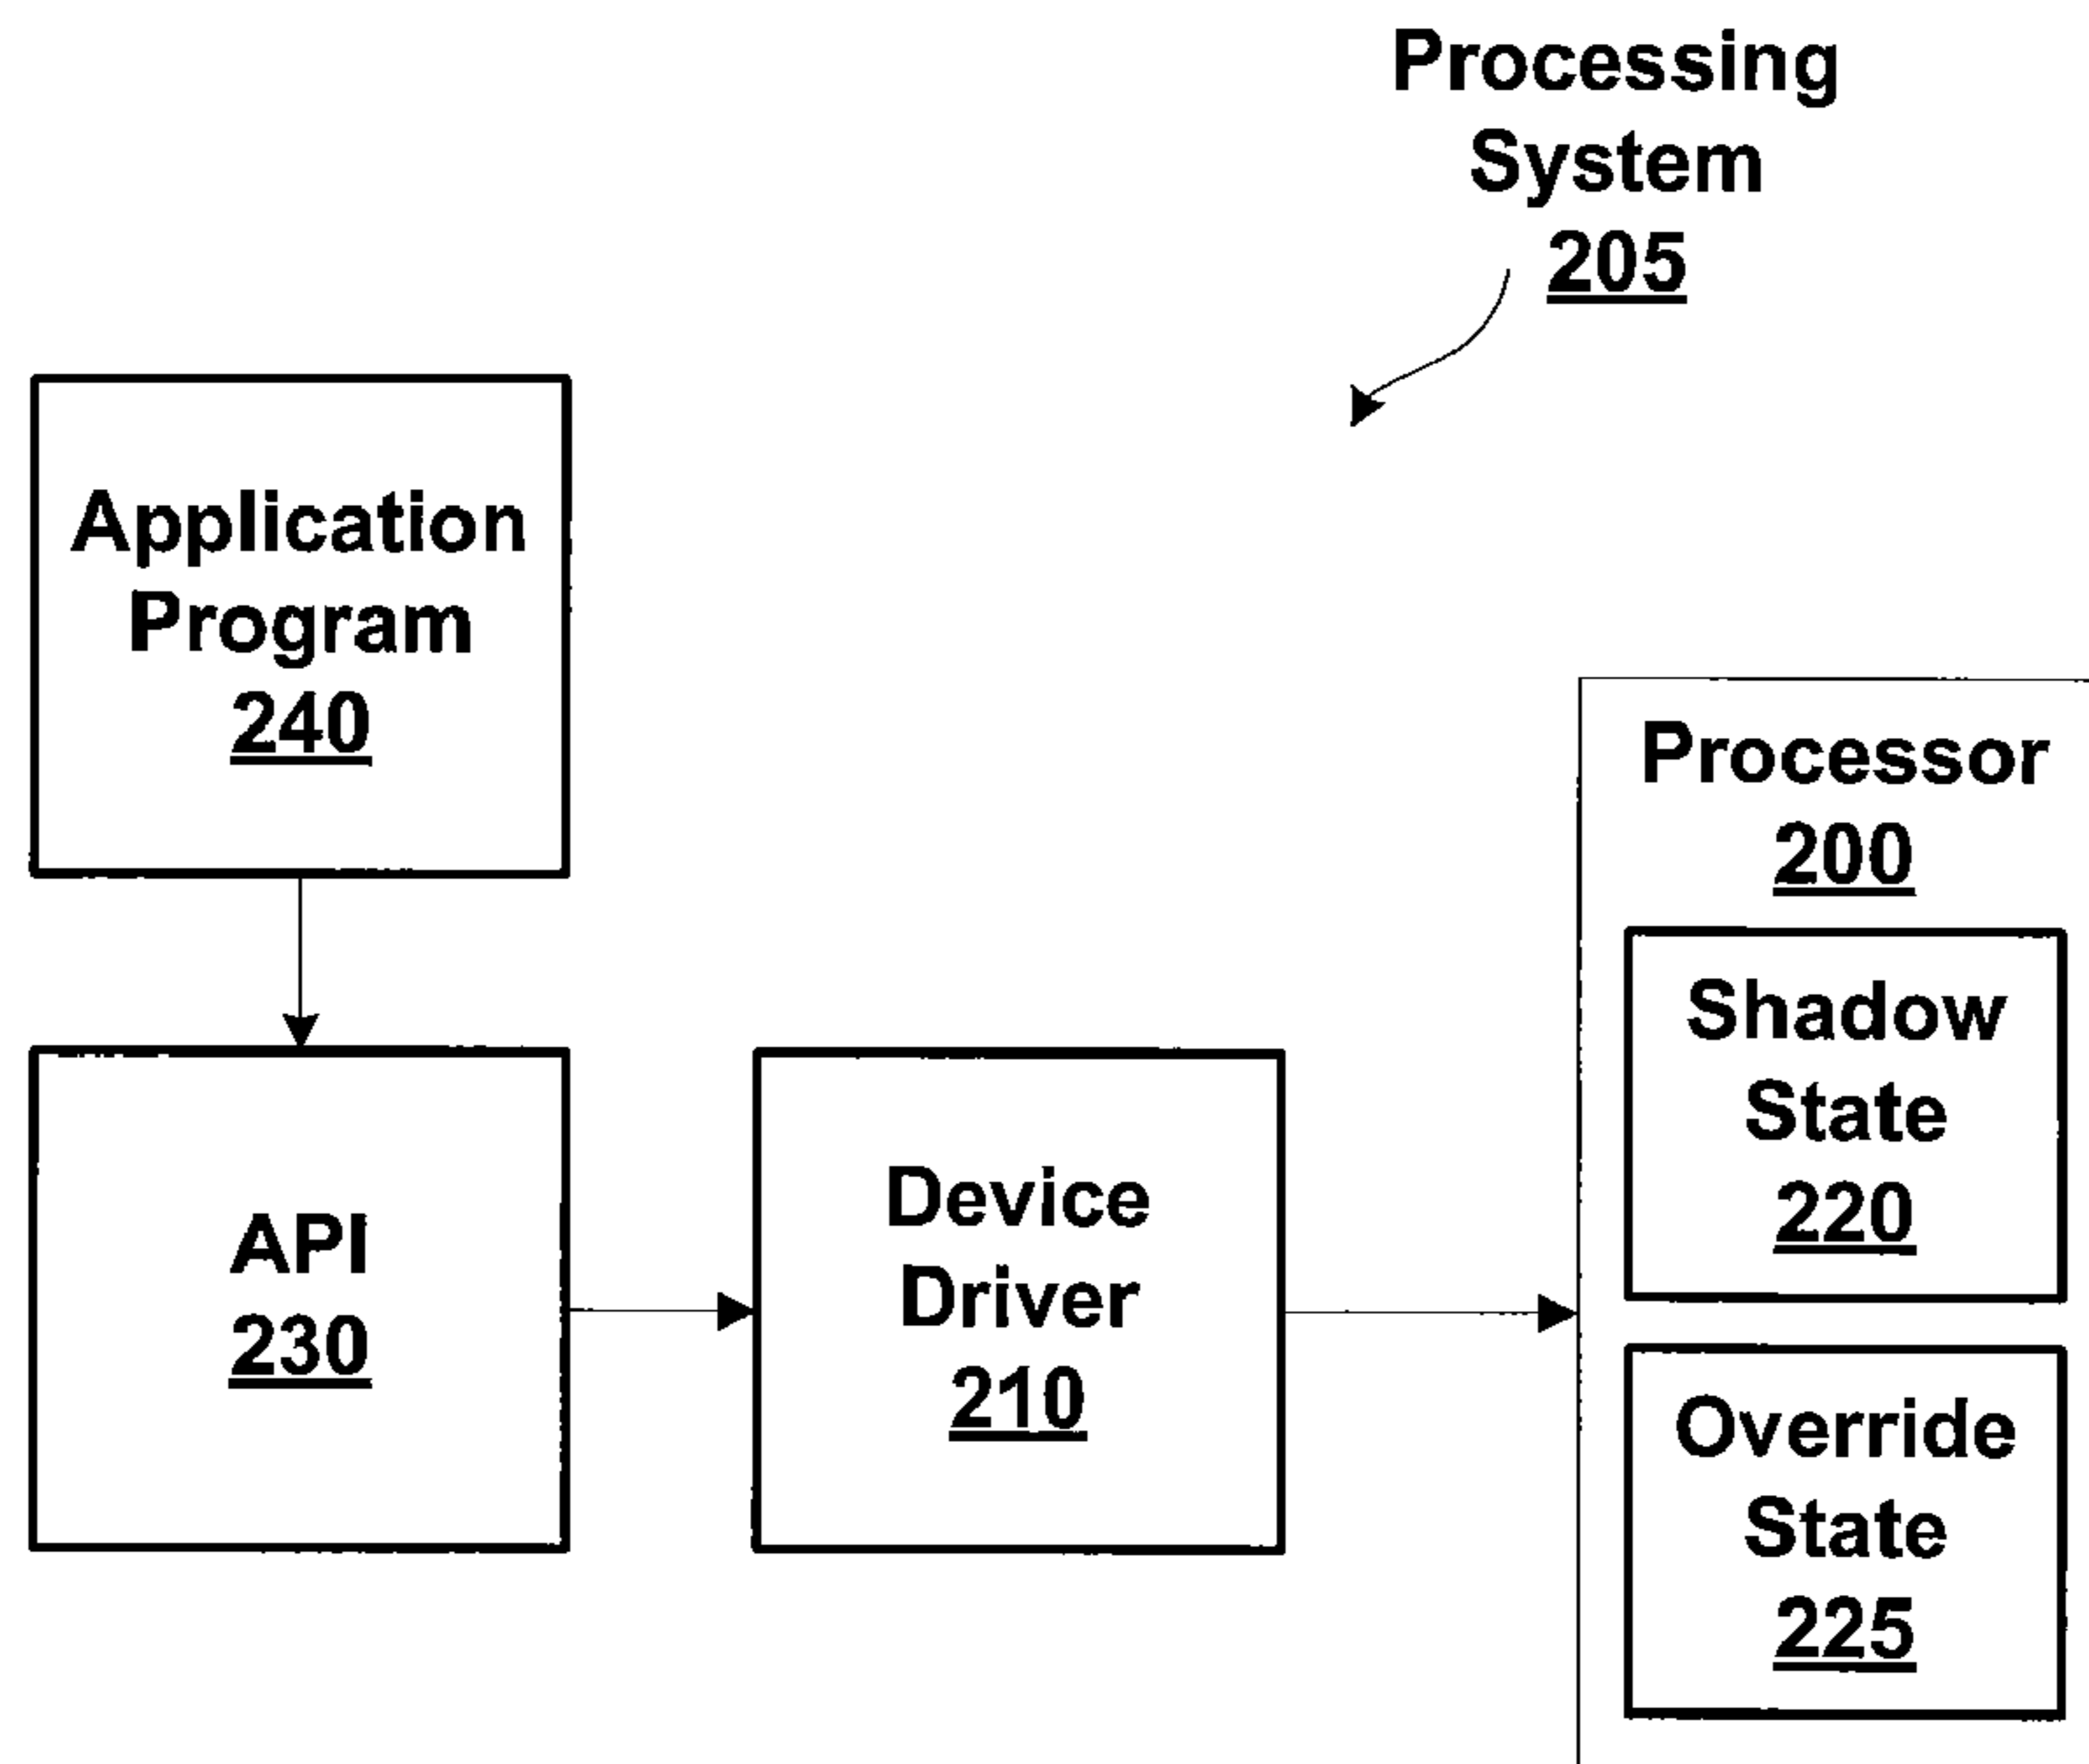 Processing
System
205
Application
Program
240
Processor
200
Shadow
State
220
API
230
Device
Driver
210
Override
State
225